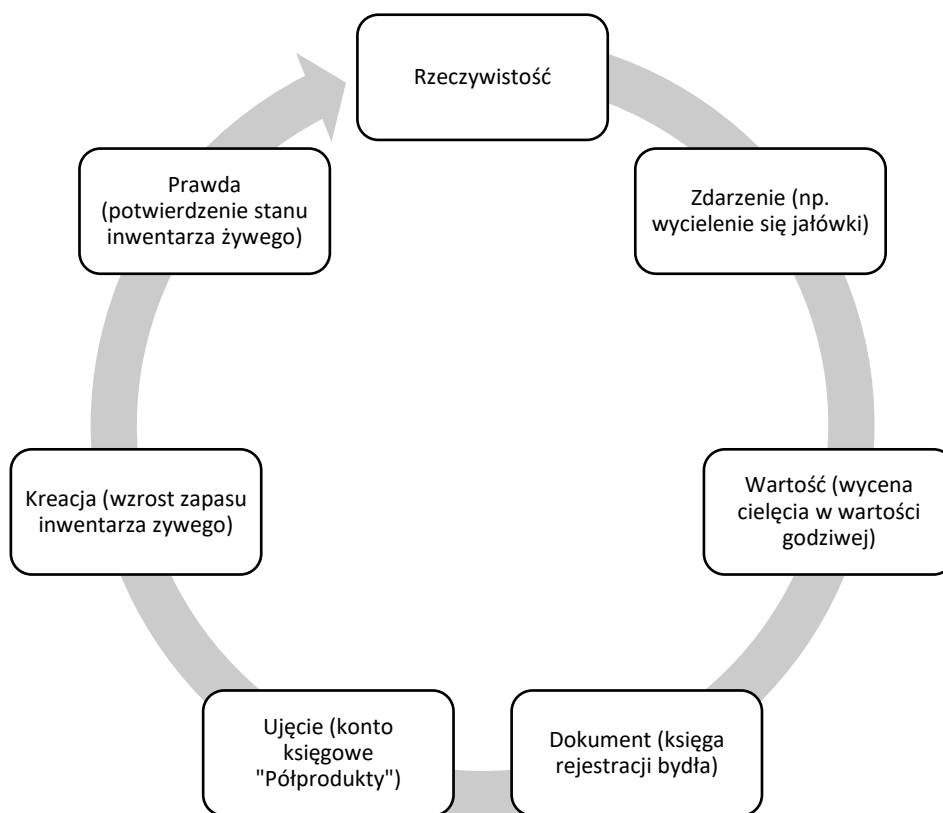 Rzeczywistość
Zdarzenie (np.
wycielenie się jałówki)
Wartość (wycena
cielęcia w wartości
godziwej)
Dokument (księga
rejestracji bydła)
Ujęcie (konto
księgowe
"Półprodukty")
Kreacja (wzrost zapasu
inwentarza zywego)
Prawda
(potwierdzenie stanu
inwentarza żywego)